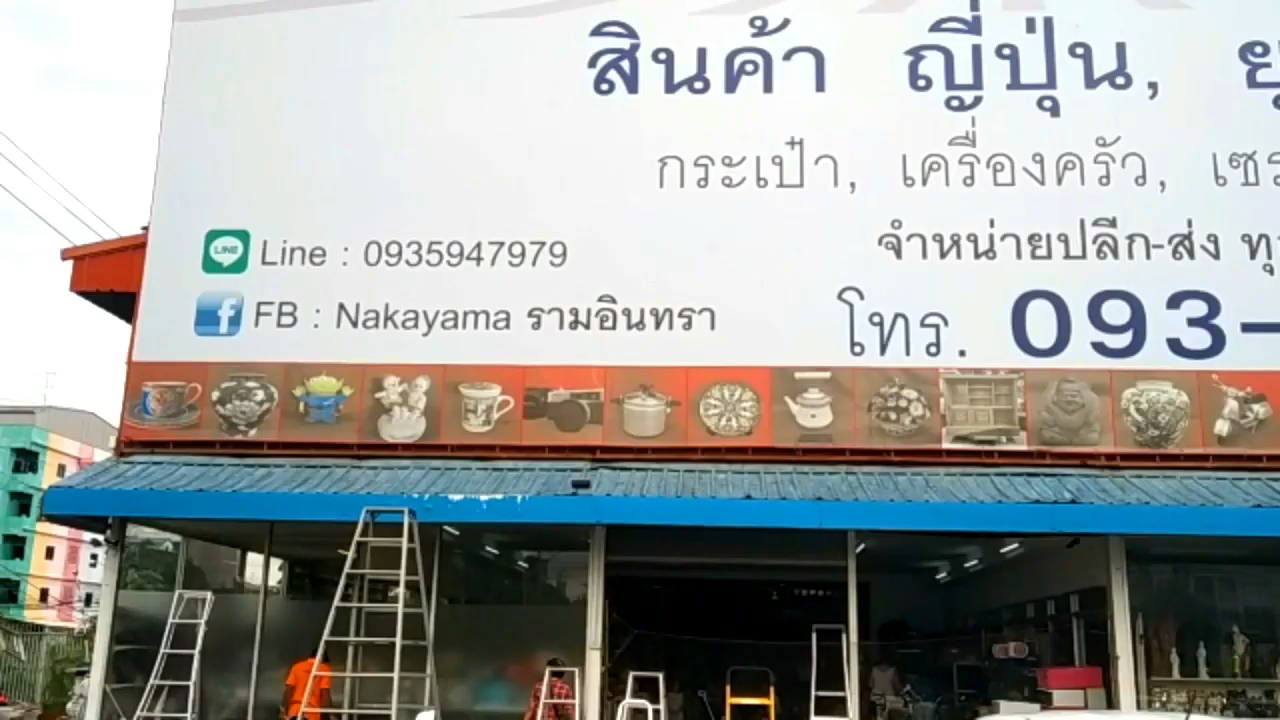 สินค้า ญี่ปุ่น,
กระเป๋า, เครื่องครัว,
จำหน่ายปลีก-ส่ง
LINE Line : 0935947979
FB : Nakayama รามอินทรา
โทร. 093-